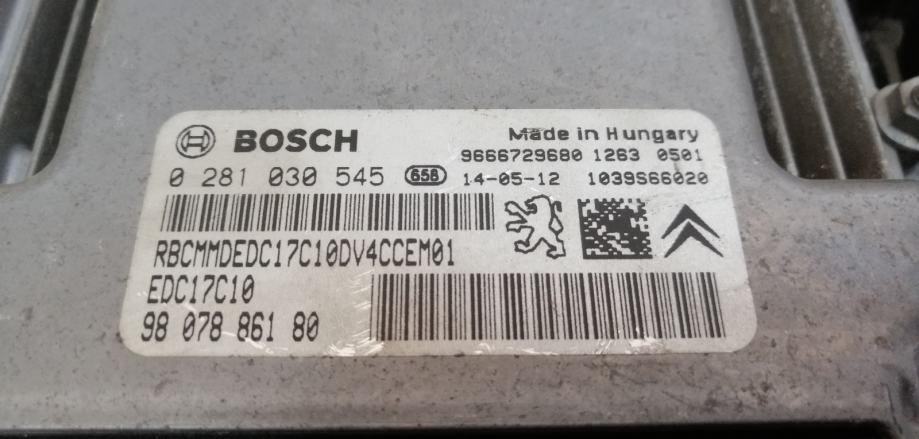 BOSCH
Made in Hungary
9666729680 1263 0501
0 281 030 545 658 14-05-12 1039S66020
RBCMMDEDC17C10DV4CCEM01
EDC17C10
98 078 861 80